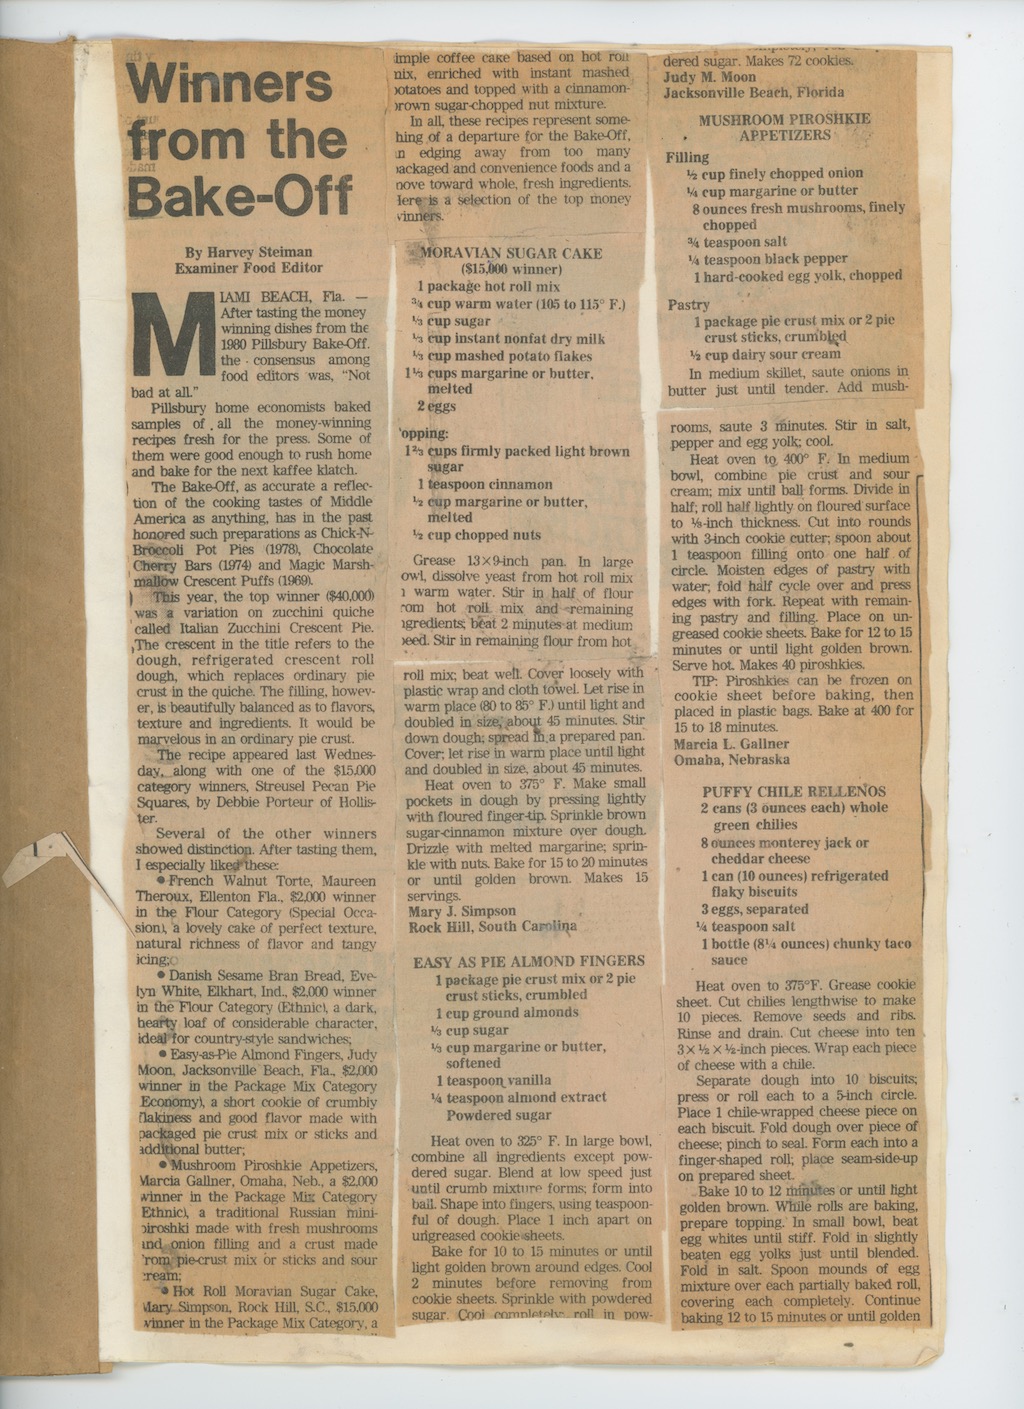 Winners
from the
Bake-Off
By Harvey Steiman
Examiner Food Editor
MIAMI BEACH, Fla. —
After tasting the money
winning dishes from the
1980 Pillsbury Bake-Off,
the consensus among
food editors was, "Not
bad at all."
Pillsbury home economists baked
samples of all the money-winning
recipes fresh for the press. Some of
them were good enough to rush home
and bake for the next kaffee klatch.
The Bake-Off, as accurate a reflec-
tion of the cooking tastes of Middle
America as anything, has in the past
honored such preparations as Chick-N-
Broccoli Pot Pies (1978), Chocolate
Cherry Bars (1974) and Magic Marsh-
mallow Crescent Puffs (1969).
This year, the top winner ($40,000)
was a variation on zucchini quiche
called Italian Zucchini Crescent Pie.
The crescent in the title refers to the
dough, refrigerated crescent roll
dough, which replaces ordinary pie
crust in the quiche. The filling, howev-
er, is beautifully balanced as to flavors,
texture and ingredients. It would be
marvelous in an ordinary pie crust.
The recipe appeared last Wednes-
day, along with one of the $15,000
category winners, Streusel Pecan Pie
Squares, by Debbie Porteur of Hollis-
ter.
Several of the other winners
showed distinction. After tasting them,
I especially liked these:
● French Walnut Torte, Maureen
Theroux, Ellenton Fla., $2,000 winner
in the Flour Category (Special Occa-
sion), a lovely cake of perfect texture,
natural richness of flavor and tangy
icing;
● Danish Sesame Bran Bread, Eve-
lyn White, Elkhart, Ind., $2,000 winner
in the Flour Category (Ethnic), a dark,
hearty loaf of considerable character,
ideal for country-style sandwiches;
● Easy-as-Pie Almond Fingers, Judy
Moon, Jacksonville Beach, Fla., $2,000
winner in the Package Mix Category
Economy), a short cookie of crumbly
flakiness and good flavor made with
packaged pie crust mix or sticks and
additional butter;
● Mushroom Piroshkie Appetizers,
Marcia Gallner, Omaha, Neb., a $2,000
winner in the Package Mix Category
Ethnic), a traditional Russian mini-
piroshki made with fresh mushrooms
and onion filling and a crust made
from pie-crust mix or sticks and sour
cream;
● Hot Roll Moravian Sugar Cake,
Mary Simpson, Rock Hill, S.C., $15,000
winner in the Package Mix Category, a
simple coffee cake based on hot roll
mix, enriched with instant mashed
potatoes and topped with a cinnamon-
brown sugar-chopped nut mixture.
In all, these recipes represent some-
thing of a departure for the Bake-Off,
an edging away from too many
packaged and convenience foods and a
move toward whole, fresh ingredients.
Here is a selection of the top money
winners.
MORAVIAN SUGAR CAKE
($15,000 winner)
1 package hot roll mix
¾ cup warm water (105 to 115° F.)
⅓ cup sugar
⅓ cup instant nonfat dry milk
⅓ cup mashed potato flakes
1⅓ cups margarine or butter,
melted
2 eggs
opping:
1⅔ cups firmly packed light brown
sugar
1 teaspoon cinnamon
½ cup margarine or butter,
melted
½ cup chopped nuts
Grease 13×9-inch pan. In large
owl, dissolve yeast from hot roll mix
n warm water. Stir in half of flour
rom hot roll mix and remaining
ngredients; beat 2 minutes at medium
peed. Stir in remaining flour from hot
roll mix; beat well. Cover loosely with
plastic wrap and cloth towel. Let rise in
warm place (80 to 85° F.) until light and
doubled in size, about 45 minutes. Stir
down dough; spread in a prepared pan.
Cover; let rise in warm place until light
and doubled in size, about 45 minutes.
Heat oven to 375° F. Make small
pockets in dough by pressing lightly
with floured finger-tip. Sprinkle brown
sugar-cinnamon mixture over dough.
Drizzle with melted margarine; sprin-
kle with nuts. Bake for 15 to 20 minutes
or until golden brown. Makes 15
servings.
Mary J. Simpson
Rock Hill, South Carolina
EASY AS PIE ALMOND FINGERS
1 package pie crust mix or 2 pie
crust sticks, crumbled
1 cup ground almonds
⅓ cup sugar
⅓ cup margarine or butter,
softened
1 teaspoon vanilla
¼ teaspoon almond extract
Powdered sugar
Heat oven to 325° F. In large bowl,
combine all ingredients except pow-
dered sugar. Blend at low speed just
until crumb mixture forms; form into
ball. Shape into fingers, using teaspoon-
ful of dough. Place 1 inch apart on
ungreased cookie sheets.
Bake for 10 to 15 minutes or until
light golden brown around edges. Cool
2 minutes before removing from
cookie sheets. Sprinkle with powdered
sugar. Cool completely, roll in pow-
dered sugar. Makes 72 cookies.
Judy M. Moon
Jacksonville Beach, Florida
MUSHROOM PIROSHKIE
APPETIZERS
Filling
½ cup finely chopped onion
¼ cup margarine or butter
8 ounces fresh mushrooms, finely
chopped
¾ teaspoon salt
¼ teaspoon black pepper
1 hard-cooked egg yolk, chopped
Pastry
1 package pie crust mix or 2 pie
crust sticks, crumbled
½ cup dairy sour cream
In medium skillet, saute onions in
butter just until tender. Add mush-
rooms, saute 3 minutes. Stir in salt,
pepper and egg yolk; cool.
Heat oven to 400° F. In medium
bowl, combine pie crust and sour
cream; mix until ball forms. Divide in
half; roll half lightly on floured surface
to ⅛-inch thickness. Cut into rounds
with 3-inch cookie cutter; spoon about
1 teaspoon filling onto one half of
circle. Moisten edges of pastry with
water; fold half cycle over and press
edges with fork. Repeat with remain-
ing pastry and filling. Place on un-
greased cookie sheets. Bake for 12 to 15
minutes or until light golden brown.
Serve hot. Makes 40 piroshkies.
TIP: Piroshkies can be frozen on
cookie sheet before baking, then
placed in plastic bags. Bake at 400 for
15 to 18 minutes.
Marcia L. Gallner
Omaha, Nebraska
PUFFY CHILE RELLENOS
2 cans (3 ounces each) whole
green chilies
8 ounces monterey jack or
cheddar cheese
1 can (10 ounces) refrigerated
flaky biscuits
3 eggs, separated
¼ teaspoon salt
1 bottle (8¼ ounces) chunky taco
sauce
Heat oven to 375°F. Grease cookie
sheet. Cut chilies lengthwise to make
10 pieces. Remove seeds and ribs.
Rinse and drain. Cut cheese into ten
3×½×½-inch pieces. Wrap each piece
of cheese with a chile.
Separate dough into 10 biscuits;
press or roll each to a 5-inch circle.
Place 1 chile-wrapped cheese piece on
each biscuit. Fold dough over piece of
cheese; pinch to seal. Form each into a
finger-shaped roll; place seam-side-up
on prepared sheet.
Bake 10 to 12 minutes or until light
golden brown. While rolls are baking,
prepare topping. In small bowl, beat
egg whites until stiff. Fold in slightly
beaten egg yolks just until blended.
Fold in salt. Spoon mounds of egg
mixture over each partially baked roll,
covering each completely. Continue
baking 12 to 15 minutes or until golden